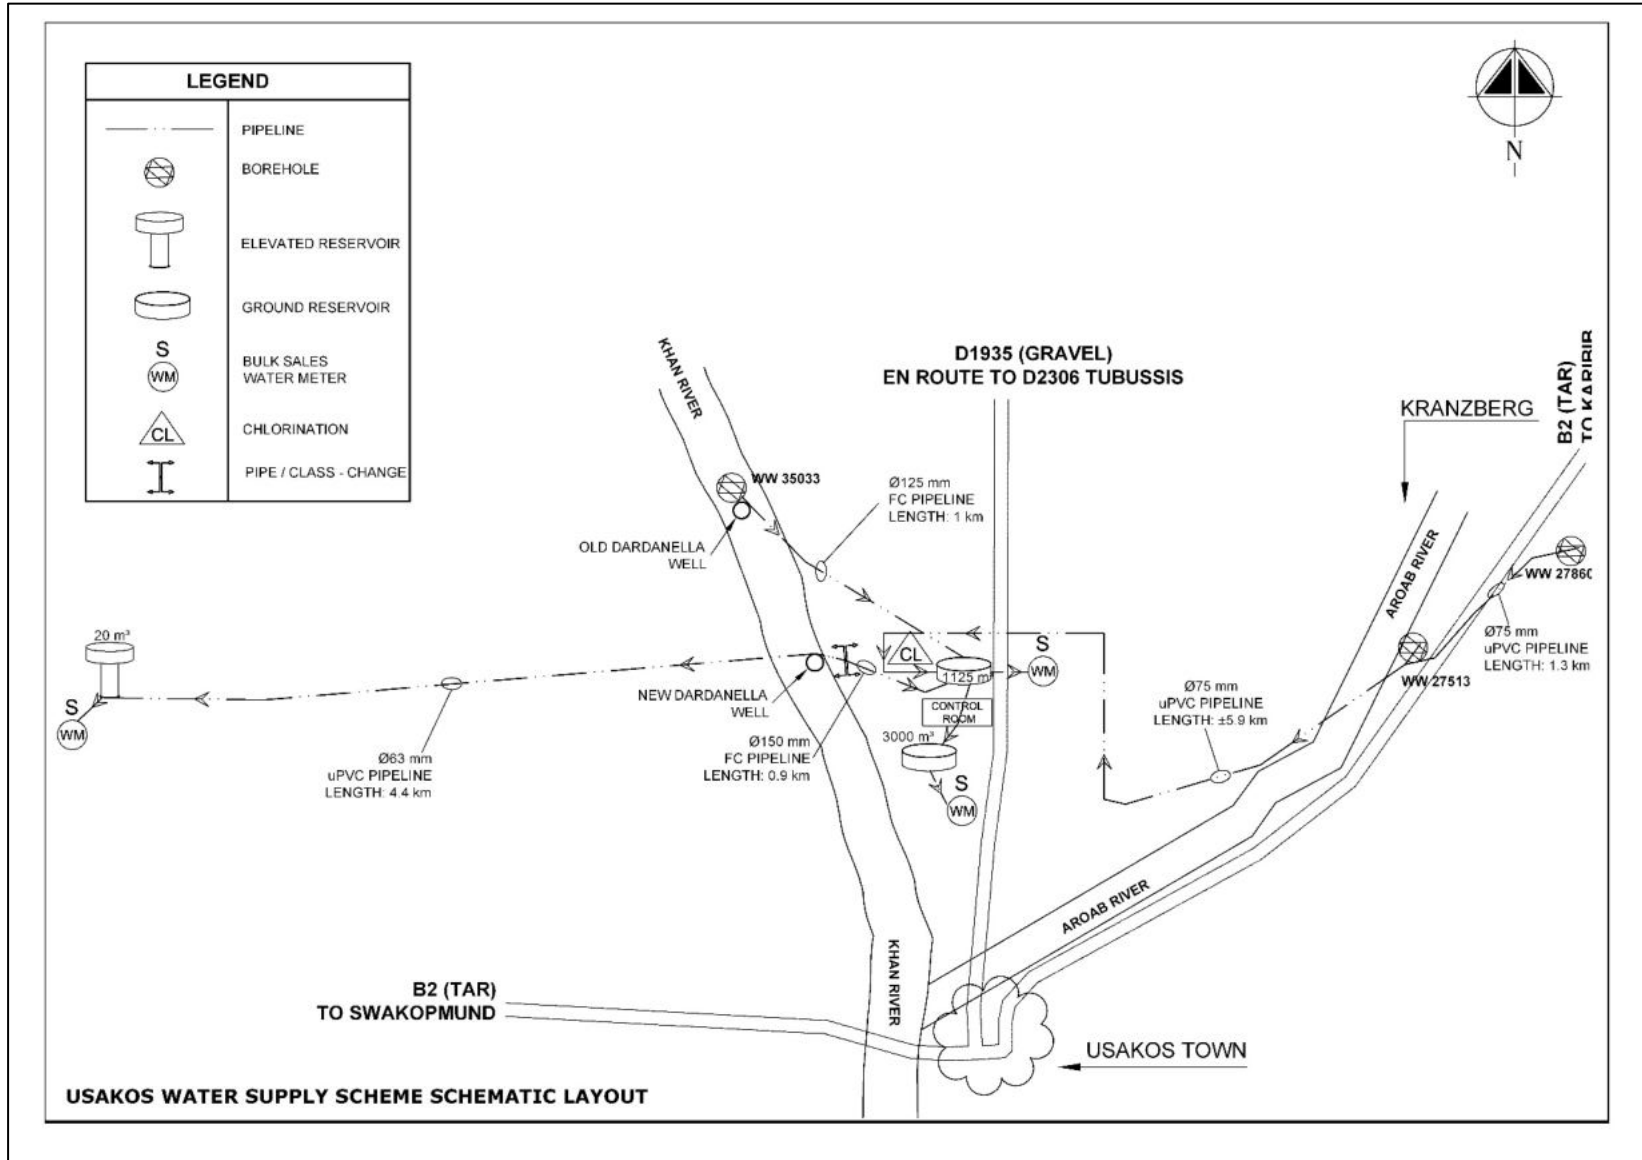 LEGEND
PIPELINE
BOREHOLE
ELEVATED RESERVOIR
GROUND RESERVOIR
S
WM
BULK SALES
WATER METER
CL
CHLORINATION
PIPE / CLASS - CHANGE
N
KHAN RIVER
D1935 (GRAVEL)
EN ROUTE TO D2306 TUBUSSIS
B2 (TAR)
TO KARIBIB
KRANZBERG
WW 35033
Ø125 mm
FC PIPELINE
LENGTH: 1 km
OLD DARDANELLA
WELL
AROAB RIVER
WW 2786
Ø75 mm
uPVC PIPELINE
LENGTH: 1.3 km
WW 27513
20 m³
S
WM
Ø63 mm
uPVC PIPELINE
LENGTH: 4.4 km
NEW DARDANELLA
WELL
CL
1125 m³
S
WM
CONTROL
ROOM
3000 m³
S
WM
Ø150 mm
FC PIPELINE
LENGTH: 0.9 km
Ø75 mm
uPVC PIPELINE
LENGTH: ±5.9 km
AROAB RIVER
KHAN RIVER
B2 (TAR)
TO SWAKOPMUND
USAKOS TOWN
USAKOS WATER SUPPLY SCHEME SCHEMATIC LAYOUT